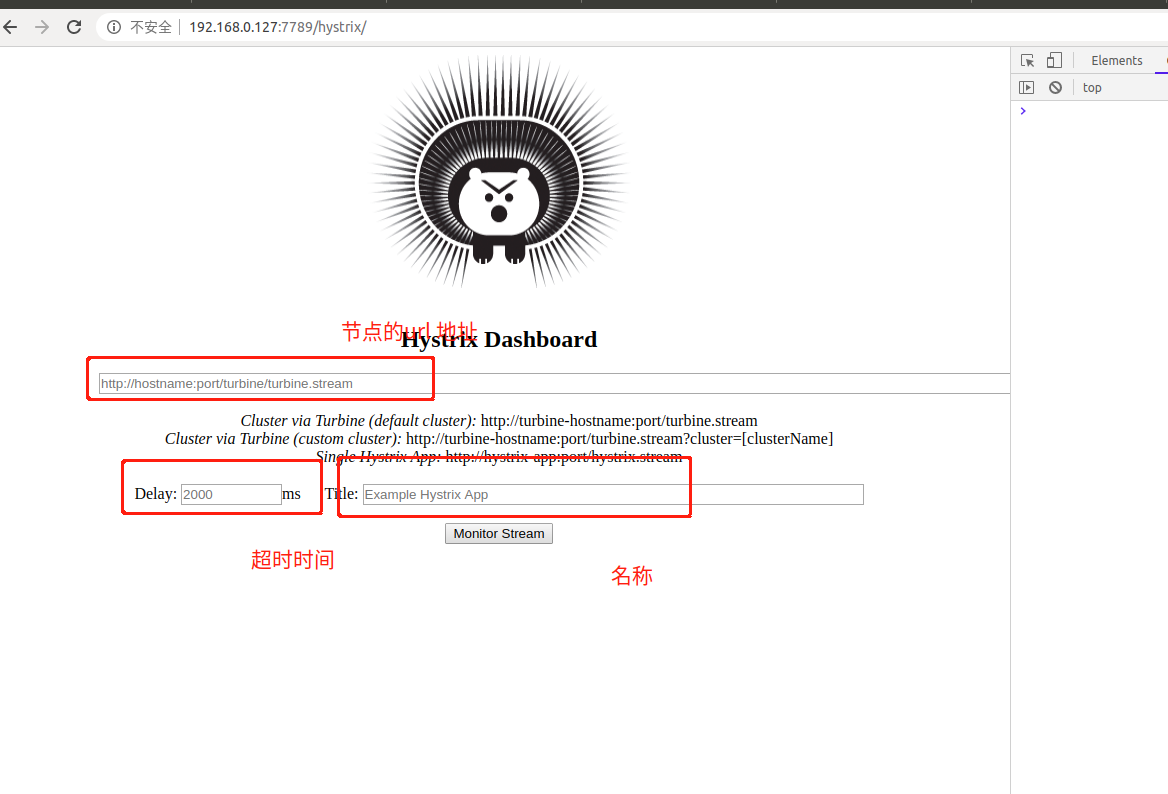 不安全 192.168.0.127:7789/hystrix/
Elements
top
节点的url 地址
Hystrix Dashboard
http://hostname:port/turbine/turbine.stream
Cluster via Turbine (default cluster): http://turbine-hostname:port/turbine.stream
Cluster via Turbine (custom cluster): http://turbine-hostname:port/turbine.stream?cluster=[clusterName]
Single Hystrix App: http://hystrix-app:port/hystrix.stream
Delay: 2000 ms Title: Example Hystrix App
Monitor Stream
超时时间
名称